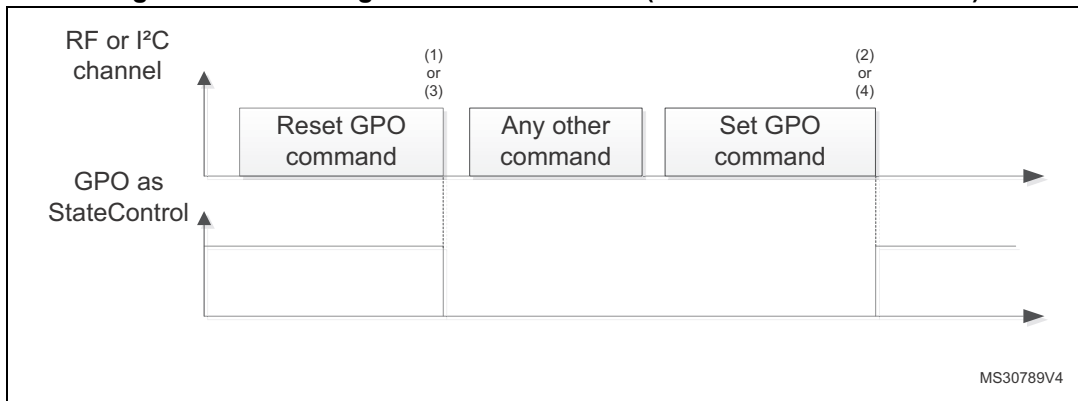 RF or I²C
channel
(1)
or
(3)
(2)
or
(4)
Reset GPO
command
Any other
command
Set GPO
command
GPO as
StateControl
MS30789V4